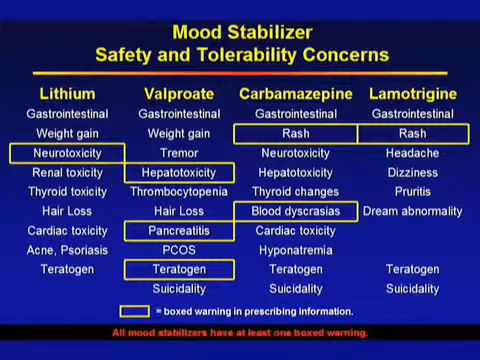 Mood Stabilizer
Safety and Tolerability Concerns
Lithium Valproate Carbamazepine Lamotrigine
Gastrointestinal Gastrointestinal Gastrointestinal Gastrointestinal
Weight gain Weight gain Rash Rash
Neurotoxicity Tremor Neurotoxicity Headache
Renal toxicity Hepatotoxicity Hepatotoxicity Dizziness
Thyroid toxicity Thrombocytopenia Thyroid changes Pruritis
Hair Loss Hair Loss Blood dyscrasias Dream abnormality
Cardiac toxicity Pancreatitis Cardiac toxicity
Acne, Psoriasis PCOS Hyponatremia
Teratogen Teratogen Teratogen Teratogen
Suicidality Suicidality Suicidality
= boxed warning in prescribing information.
All mood stabilizers have at least one boxed warning.